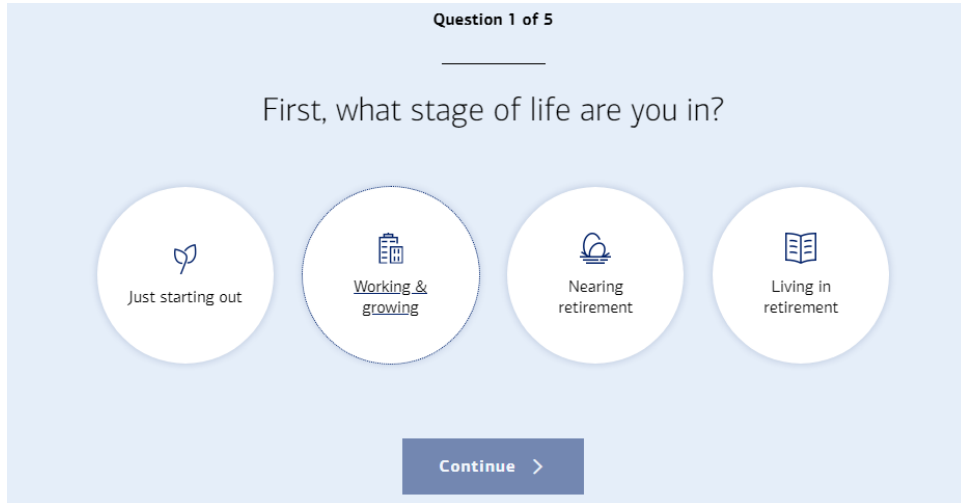 Question 1 of 5
First, what stage of life are you in?
Just starting out
Working &
growing
Nearing
retirement
Living in
retirement
Continue